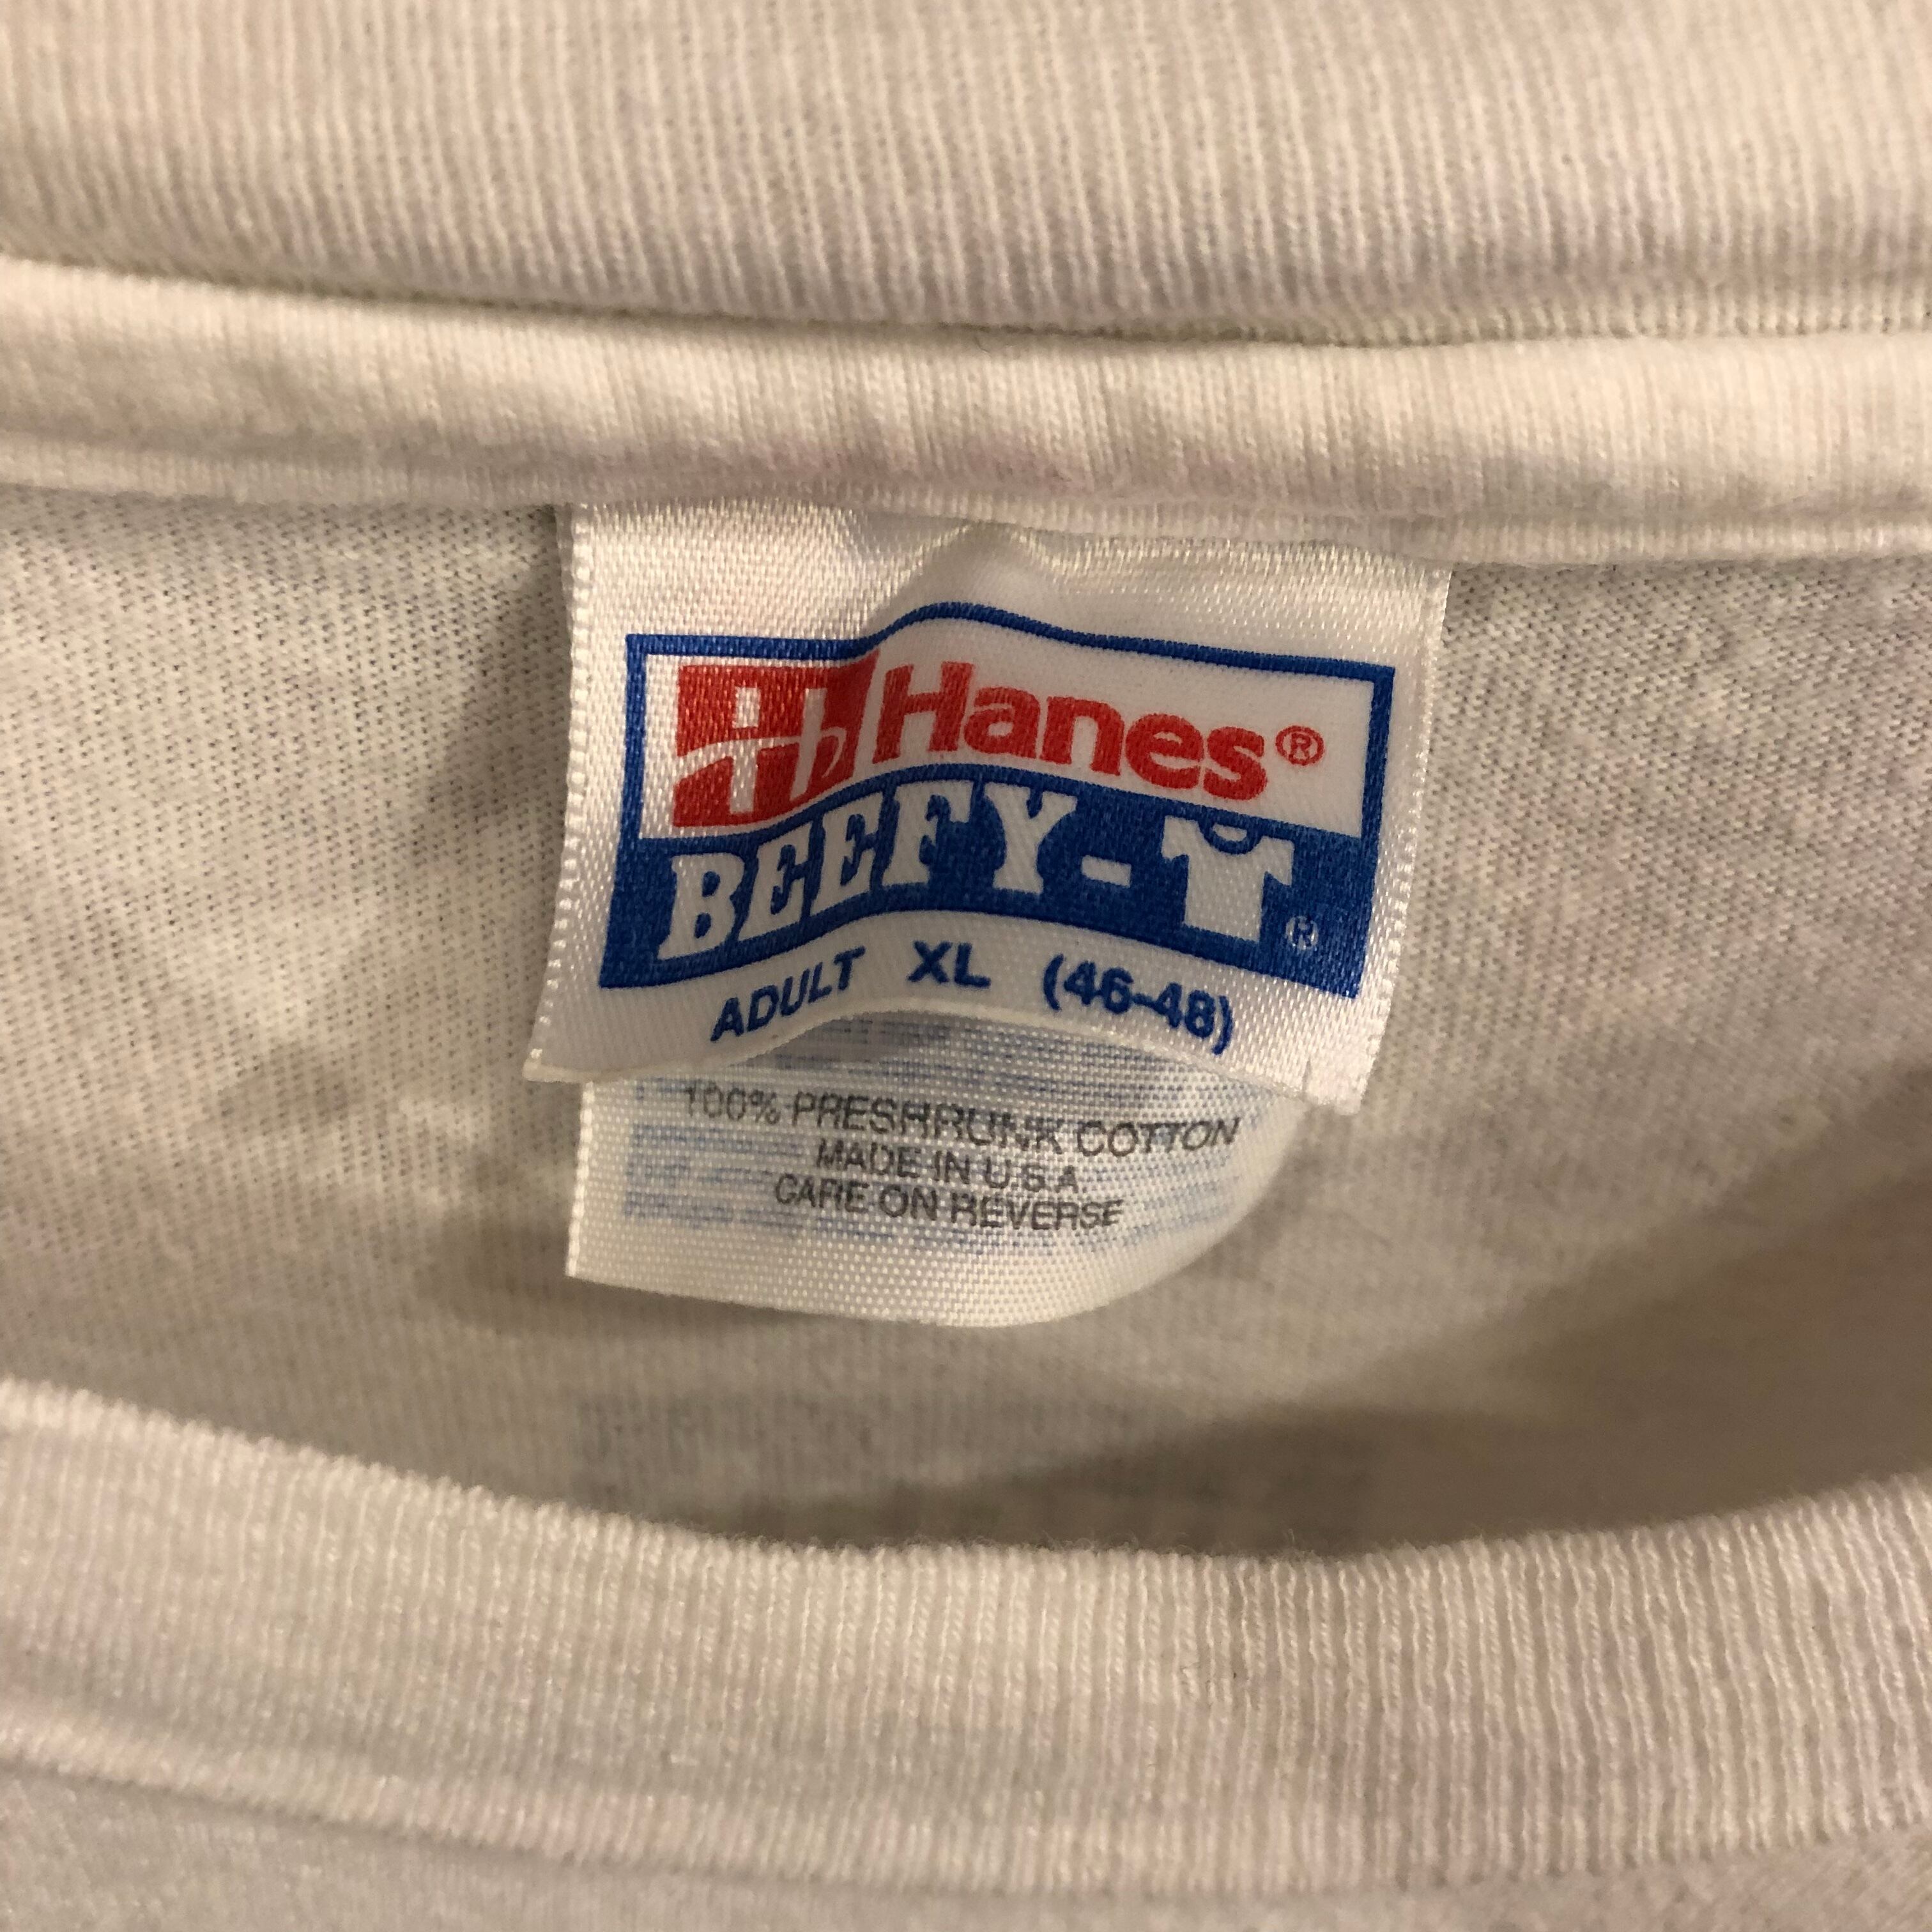 Hanes®
BEEFY-T®
ADULT XL (46-48)
100% PRESHRUNK COTTON
MADE IN U.S.A.
CARE ON REVERSE